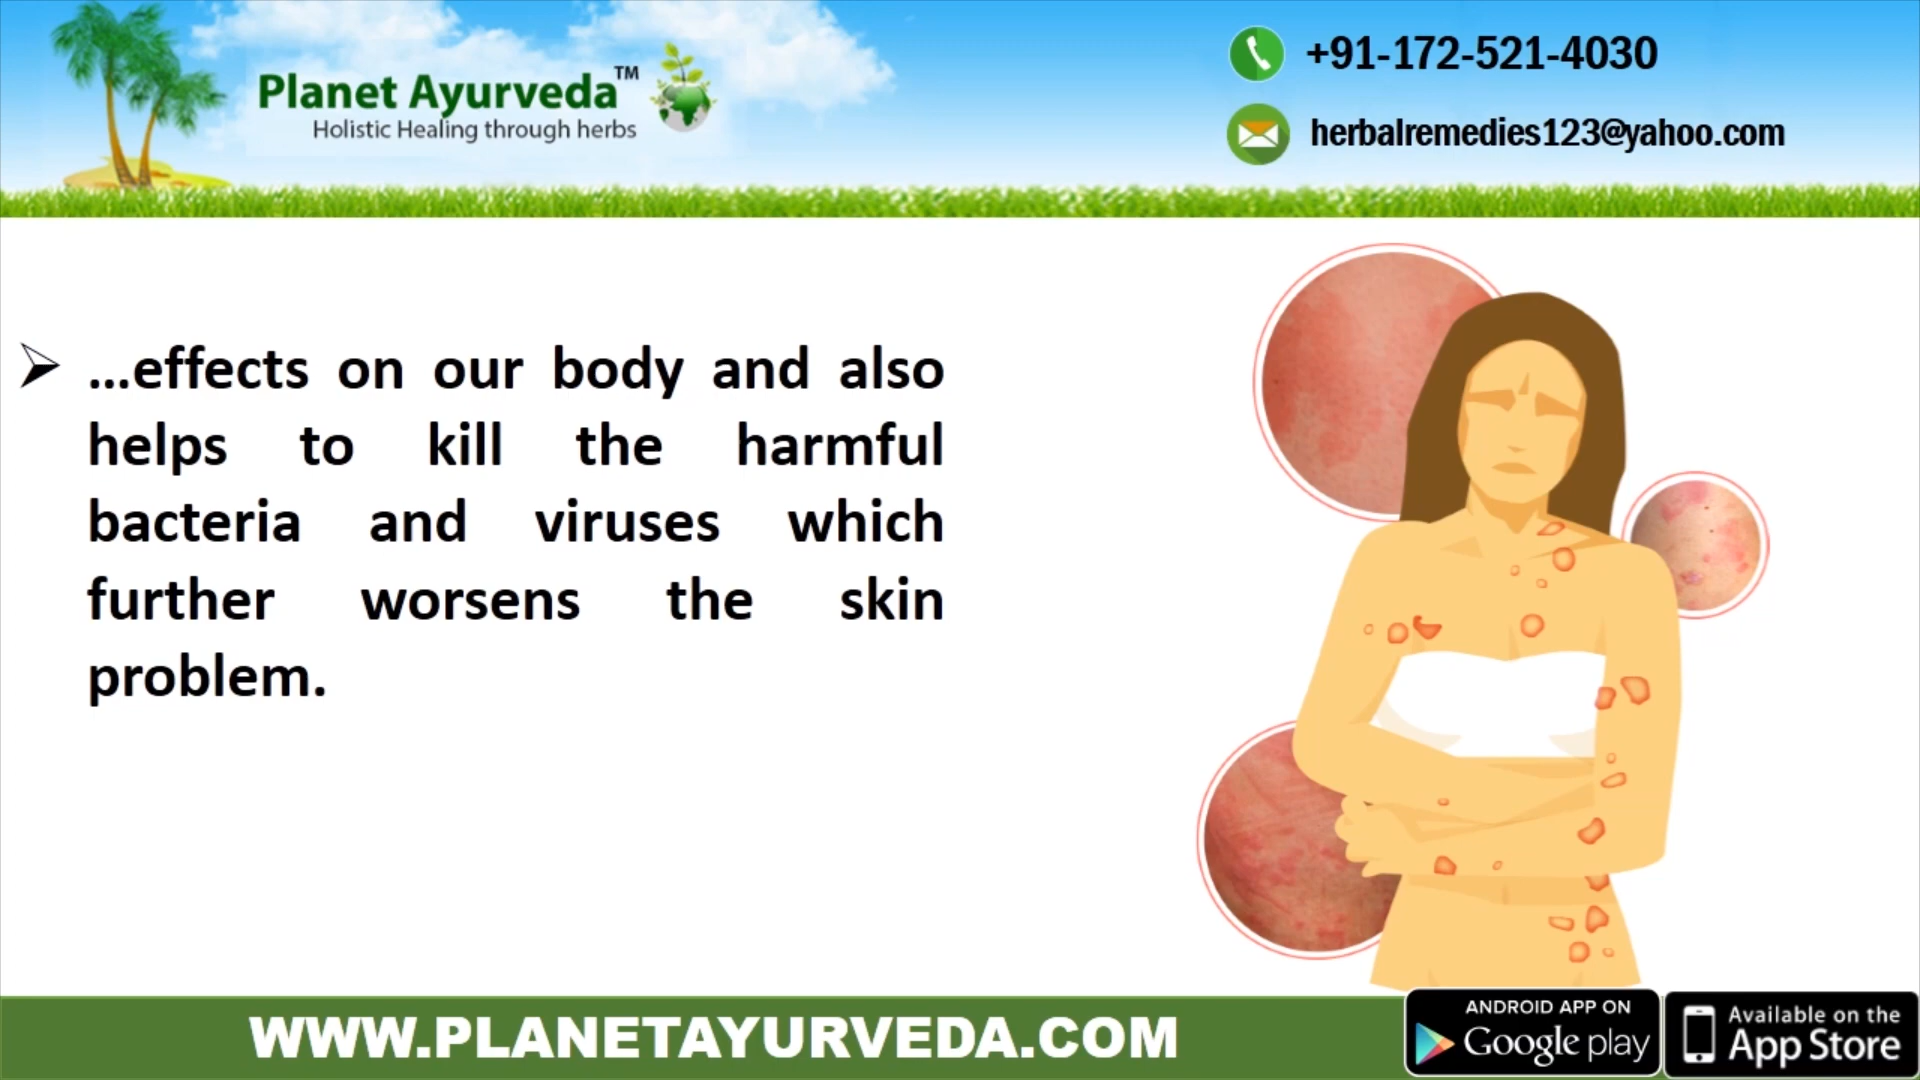 Planet Ayurveda™
Holistic Healing through herbs
+91-172-521-4030
herbalremedies123@yahoo.com
...effects on our body and also
helps to kill the harmful
bacteria and viruses which
further worsens the skin
problem.
WWW.PLANETAYURVEDA.COM
ANDROID APP ON
Google play
Available on the
App Store